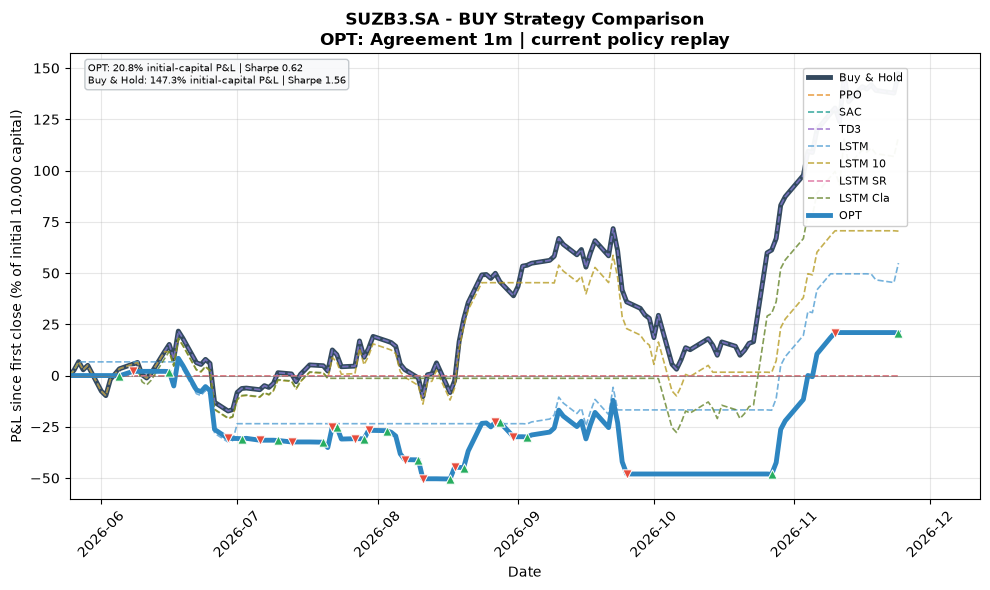 SUZB3.SA - BUY Strategy Comparison
OPT: Agreement 1m | current policy replay
OPT: 20.8% initial-capital P&L | Sharpe 0.62
Buy & Hold: 147.3% initial-capital P&L | Sharpe 1.56
Buy & Hold
PPO
SAC
TD3
LSTM
LSTM 10
LSTM SR
LSTM Cla
OPT
P&L since first close (% of initial 10,000 capital)
150
125
100
75
50
25
0
−25
−50
2026-06
2026-07
2026-08
2026-09
2026-10
2026-11
2026-12
Date